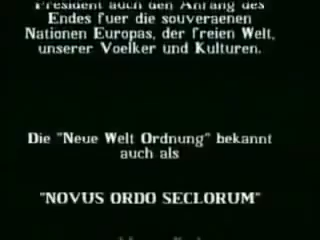 President auch den Anfang des
Endes fuer die souveraenen
Nationen Europas, der freien Welt,
unserer Voelker und Kulturen.
Die "Neue Welt Ordnung" bekannt
auch als
"NOVUS ORDO SECLORUM"